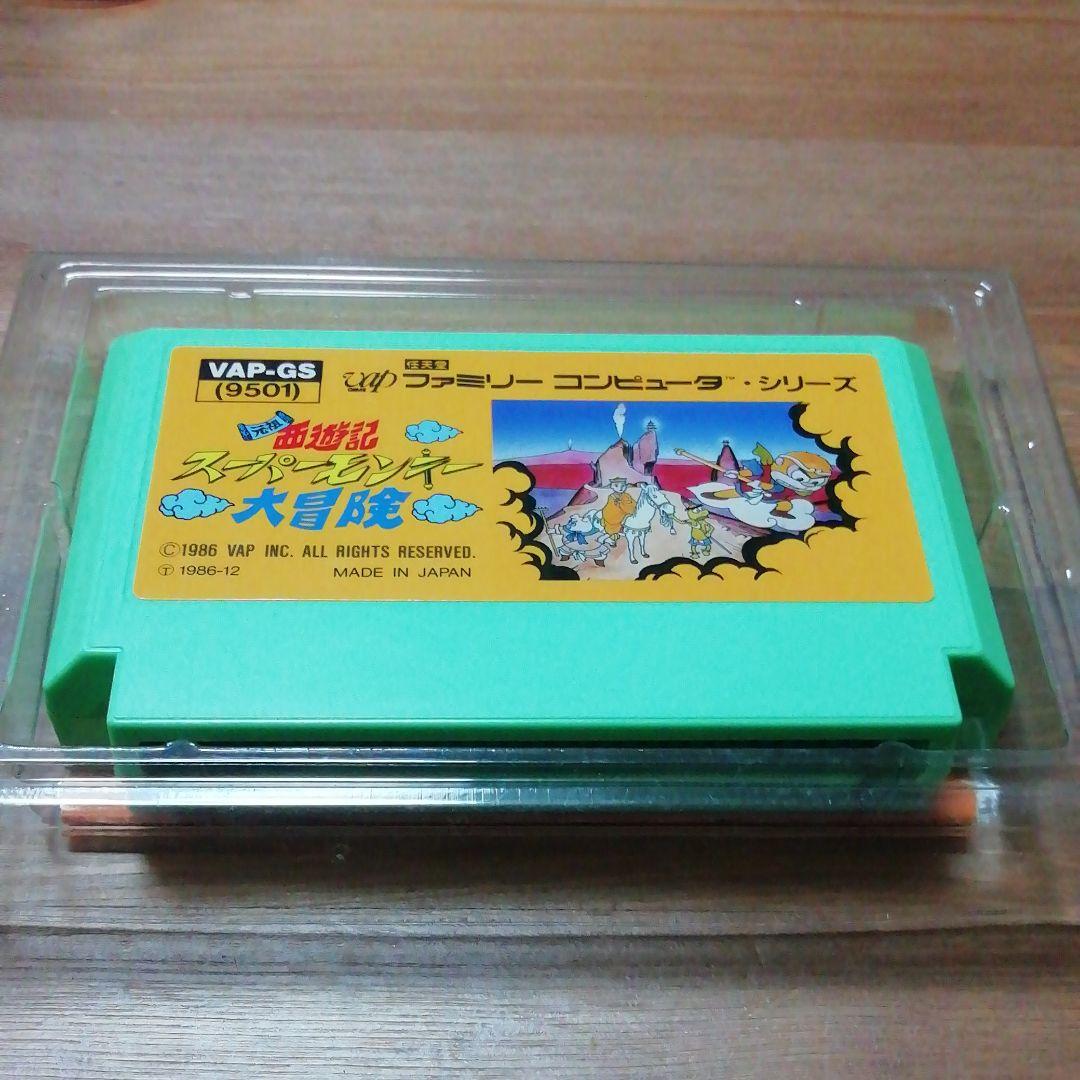 VAP-GS
(9501)
vap 任天堂
ファミリー コンピュータ™・シリーズ
元祖 西遊記
スーパーモンキー
大冒険
©1986 VAP INC. ALL RIGHTS RESERVED.
Ⓣ 1986-12 MADE IN JAPAN